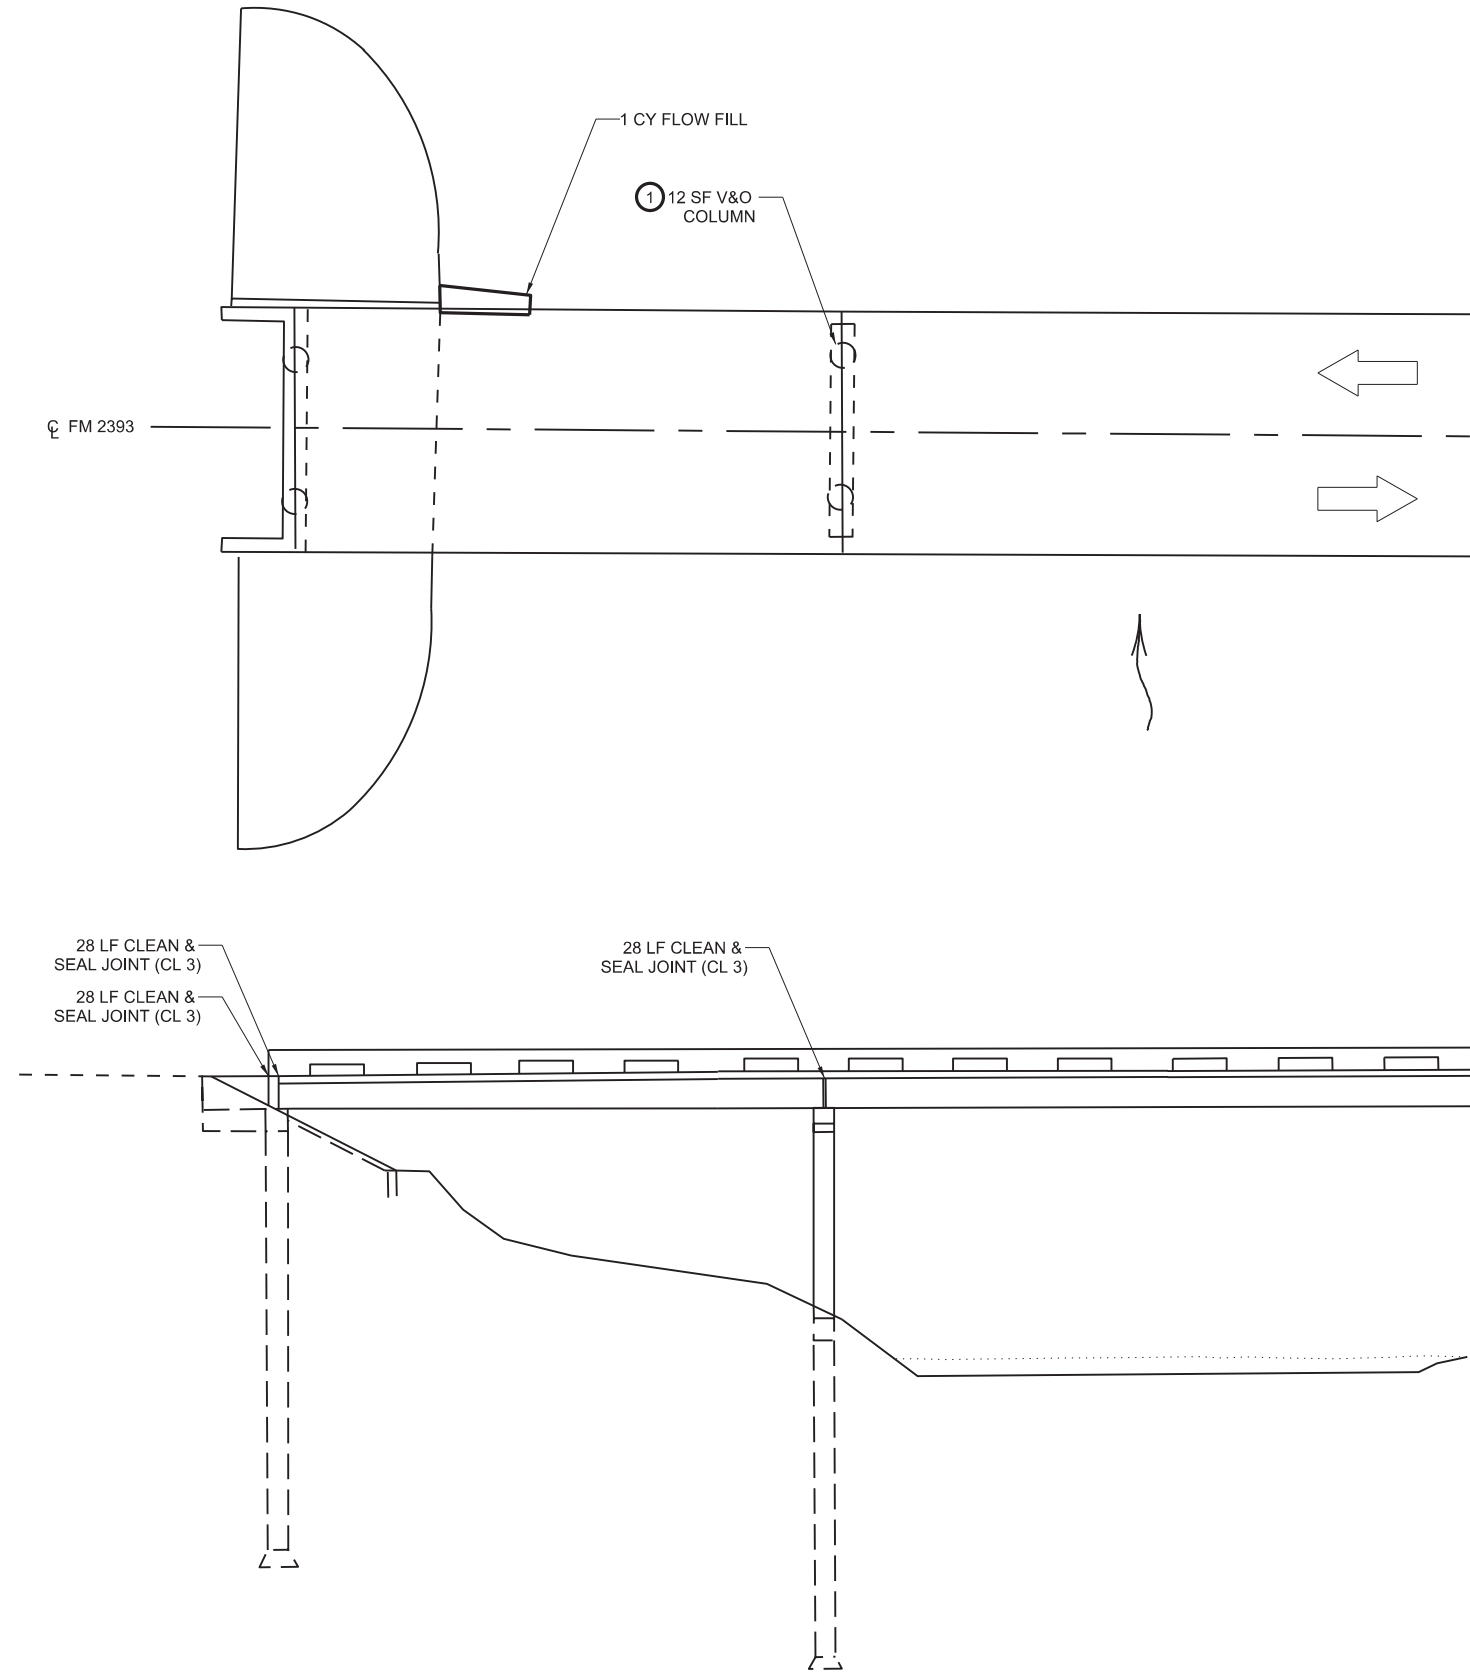 1 CY FLOW FILL
1 12 SF V&O
COLUMN
℄ FM 2393
28 LF CLEAN &
SEAL JOINT (CL 3)
28 LF CLEAN &
SEAL JOINT (CL 3)
28 LF CLEAN &
SEAL JOINT (CL 3)